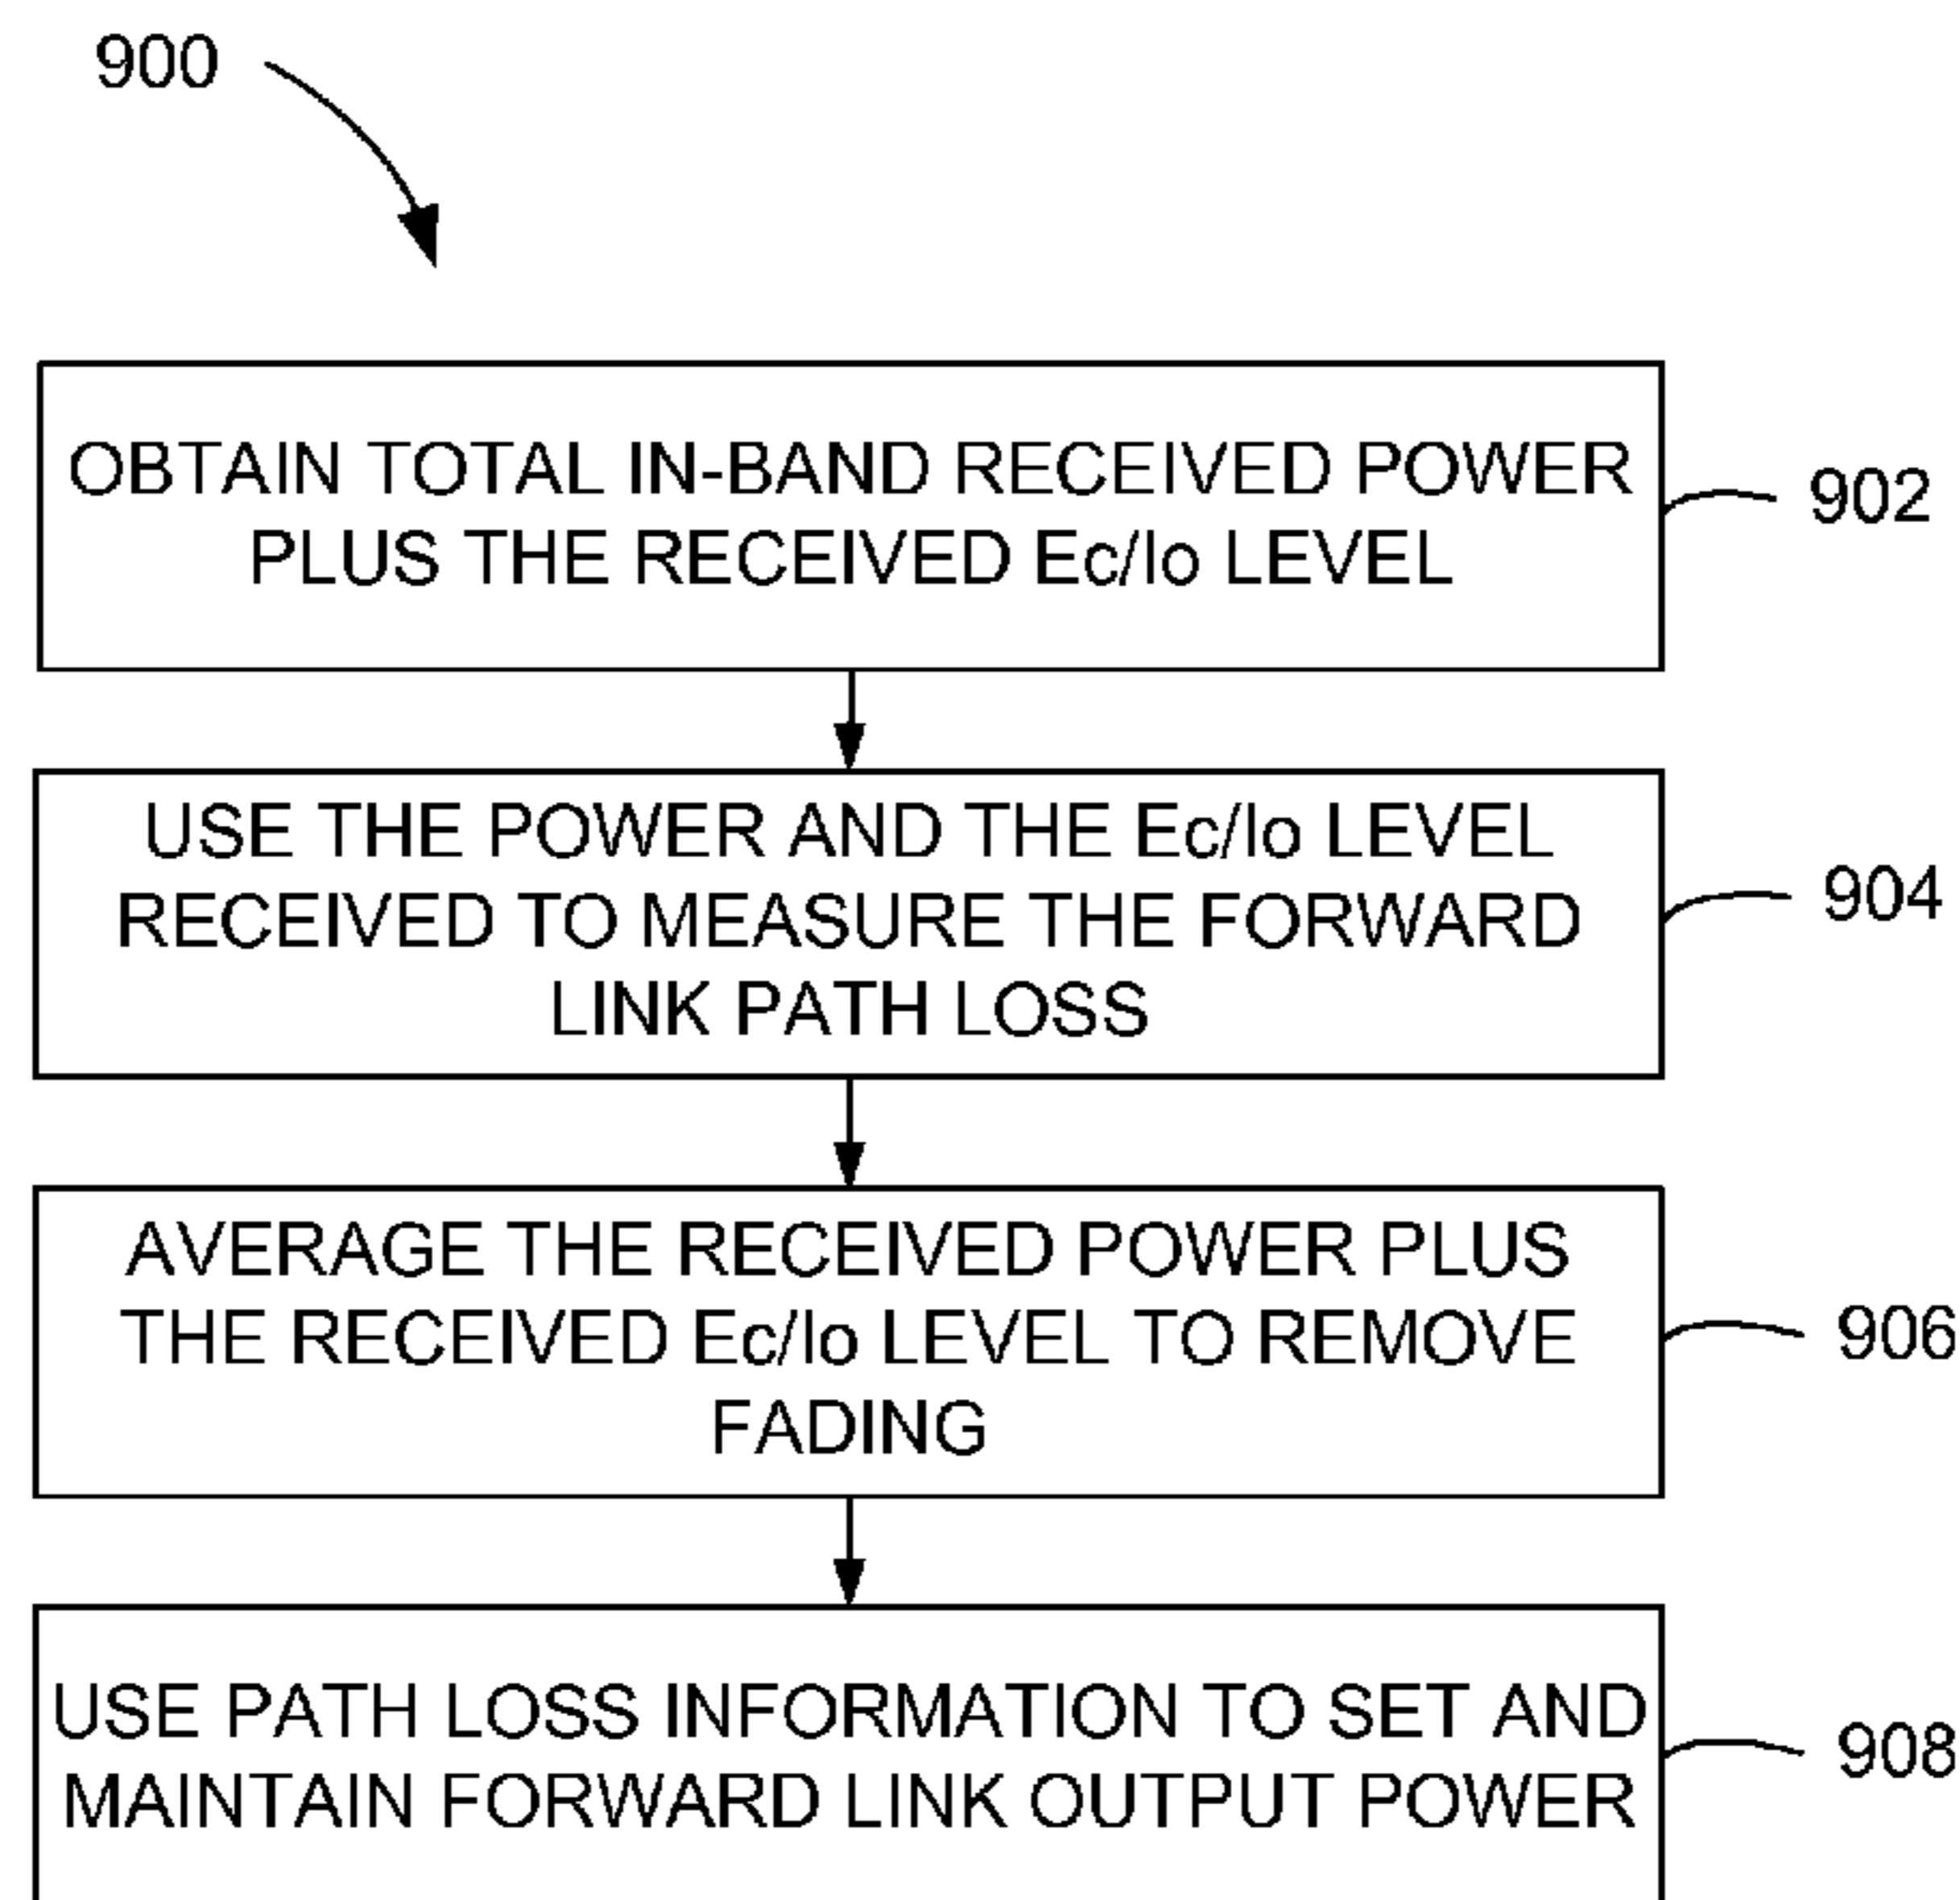 900
OBTAIN TOTAL IN-BAND RECEIVED POWER
PLUS THE RECEIVED Ec/Io LEVEL
902
USE THE POWER AND THE Ec/Io LEVEL
RECEIVED TO MEASURE THE FORWARD
LINK PATH LOSS
904
AVERAGE THE RECEIVED POWER PLUS
THE RECEIVED Ec/Io LEVEL TO REMOVE
FADING
906
USE PATH LOSS INFORMATION TO SET AND
MAINTAIN FORWARD LINK OUTPUT POWER
908